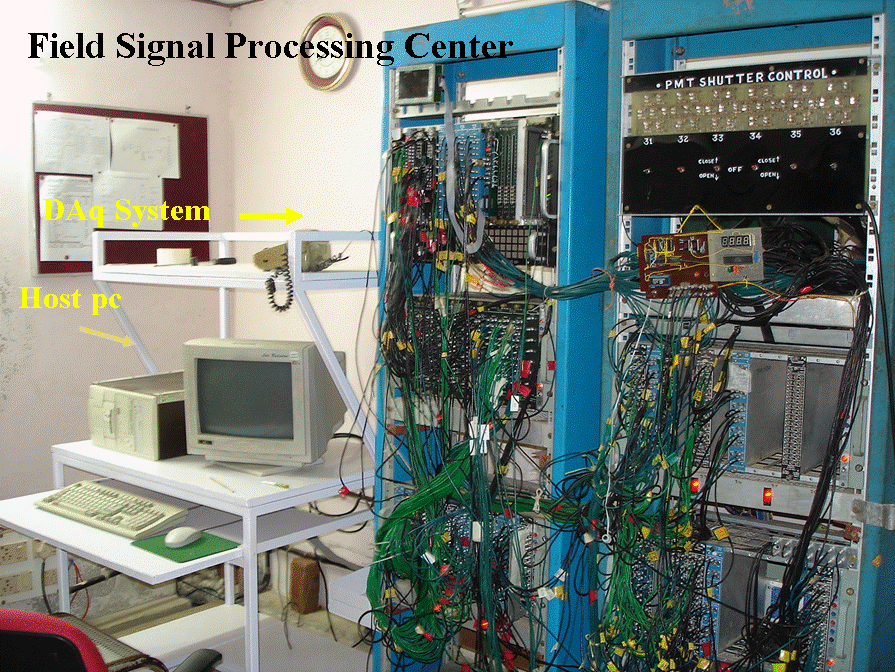 Field Signal Processing Center
• PMT SHUTTER CONTROL •
31 32 33 34 35 36
CLOSE↑ OFF CLOSE↑
OPEN↓ OPEN↓
DAq System
Host pc